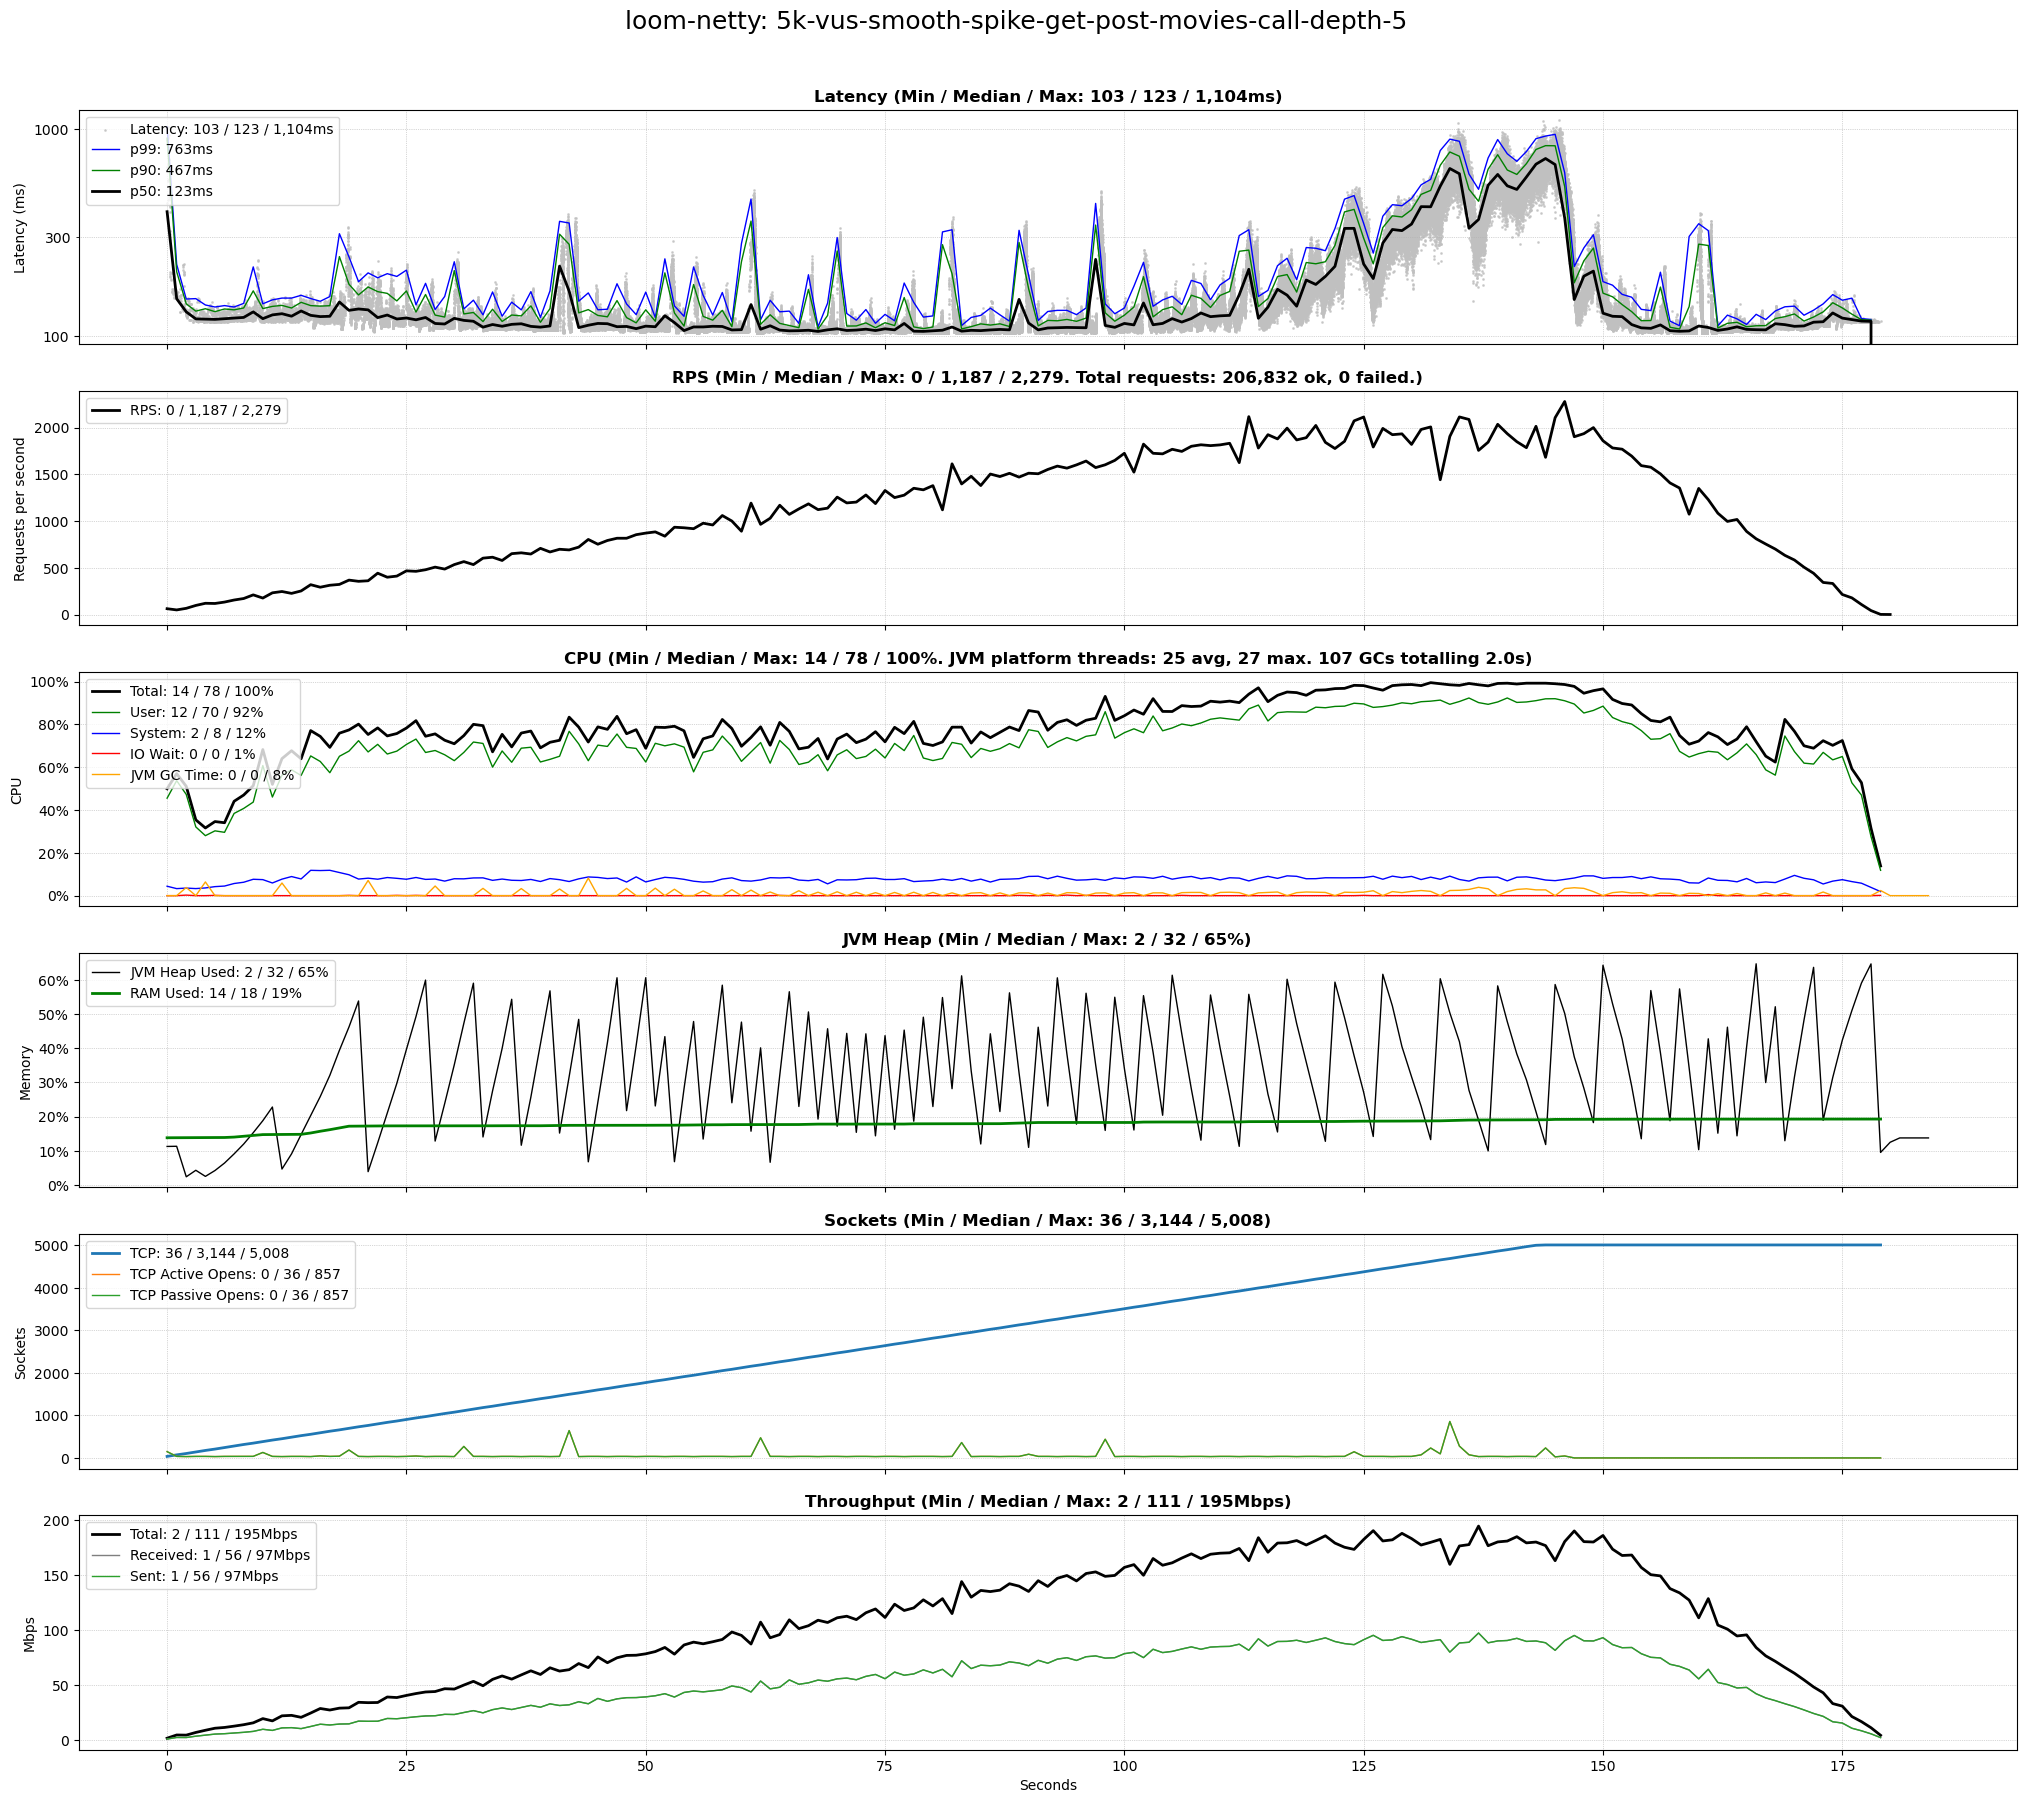 loom-netty: 5k-vus-smooth-spike-get-post-movies-call-depth-5
Latency (Min / Median / Max: 103 / 123 / 1,104ms)
Latency (ms)
1000
300
100
Latency: 103 / 123 / 1,104ms
p99: 763ms
p90: 467ms
p50: 123ms
RPS (Min / Median / Max: 0 / 1,187 / 2,279. Total requests: 206,832 ok, 0 failed.)
Requests per second
2000
1500
1000
500
0
RPS: 0 / 1,187 / 2,279
CPU (Min / Median / Max: 14 / 78 / 100%. JVM platform threads: 25 avg, 27 max. 107 GCs totalling 2.0s)
CPU
100%
80%
60%
40%
20%
0%
Total: 14 / 78 / 100%
User: 12 / 70 / 92%
System: 2 / 8 / 12%
IO Wait: 0 / 0 / 1%
JVM GC Time: 0 / 0 / 8%
JVM Heap (Min / Median / Max: 2 / 32 / 65%)
Memory
60%
50%
40%
30%
20%
10%
0%
JVM Heap Used: 2 / 32 / 65%
RAM Used: 14 / 18 / 19%
Sockets (Min / Median / Max: 36 / 3,144 / 5,008)
Sockets
5000
4000
3000
2000
1000
0
TCP: 36 / 3,144 / 5,008
TCP Active Opens: 0 / 36 / 857
TCP Passive Opens: 0 / 36 / 857
Throughput (Min / Median / Max: 2 / 111 / 195Mbps)
Mbps
200
150
100
50
0
Total: 2 / 111 / 195Mbps
Received: 1 / 56 / 97Mbps
Sent: 1 / 56 / 97Mbps
0 25 50 75 100 125 150 175
Seconds